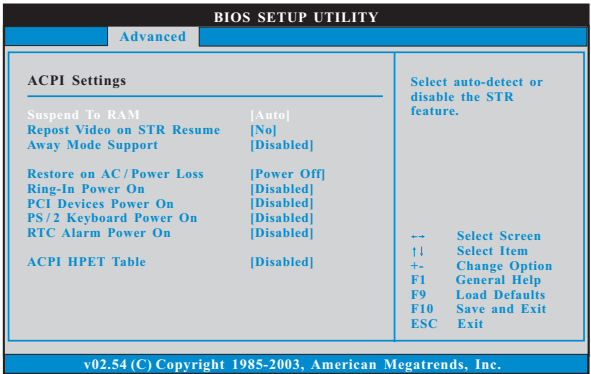 BIOS SETUP UTILITY
Advanced
ACPI Settings
Suspend To RAM [Auto]
Repost Video on STR Resume [No]
Away Mode Support [Disabled]
Restore on AC / Power Loss [Power Off]
Ring-In Power On [Disabled]
PCI Devices Power On [Disabled]
PS / 2 Keyboard Power On [Disabled]
RTC Alarm Power On [Disabled]
ACPI HPET Table [Disabled]
Select auto-detect or
disable the STR
feature.
←→ Select Screen
↑↓ Select Item
+- Change Option
F1 General Help
F9 Load Defaults
F10 Save and Exit
ESC Exit
v02.54 (C) Copyright 1985-2003, American Megatrends, Inc.